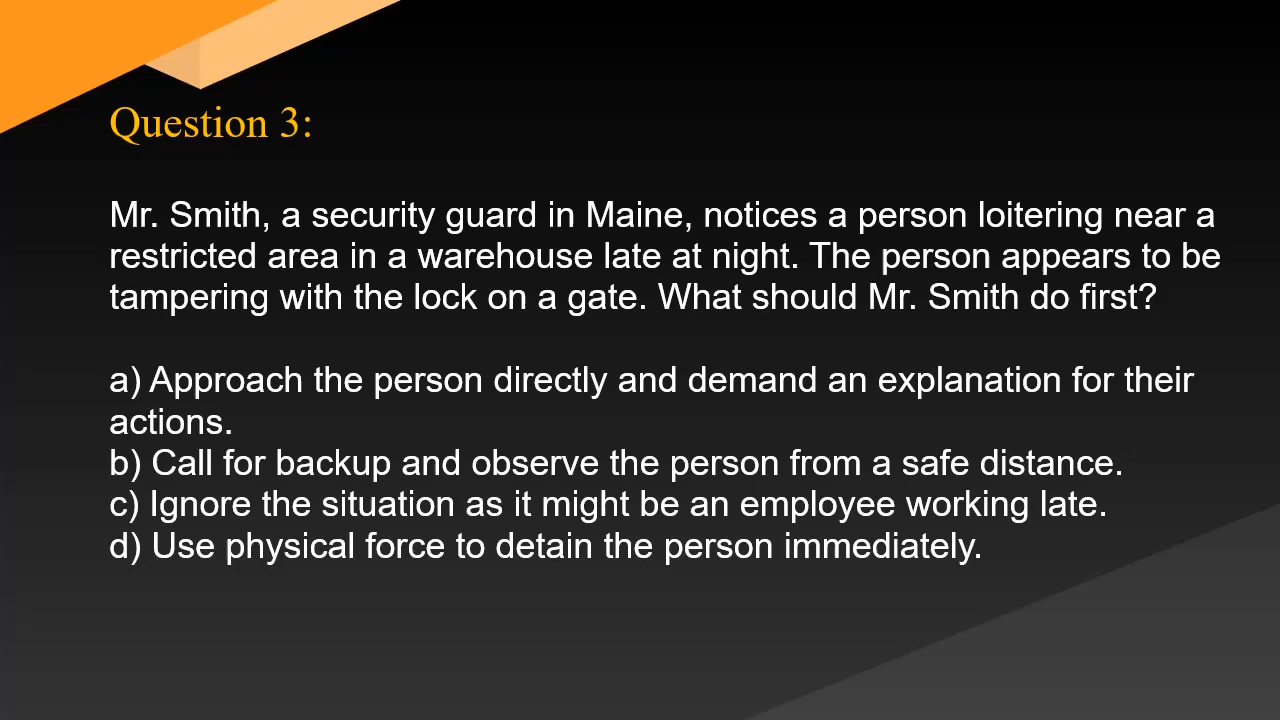 Question 3:
Mr. Smith, a security guard in Maine, notices a person loitering near a
restricted area in a warehouse late at night. The person appears to be
tampering with the lock on a gate. What should Mr. Smith do first?
a) Approach the person directly and demand an explanation for their
actions.
b) Call for backup and observe the person from a safe distance.
c) Ignore the situation as it might be an employee working late.
d) Use physical force to detain the person immediately.